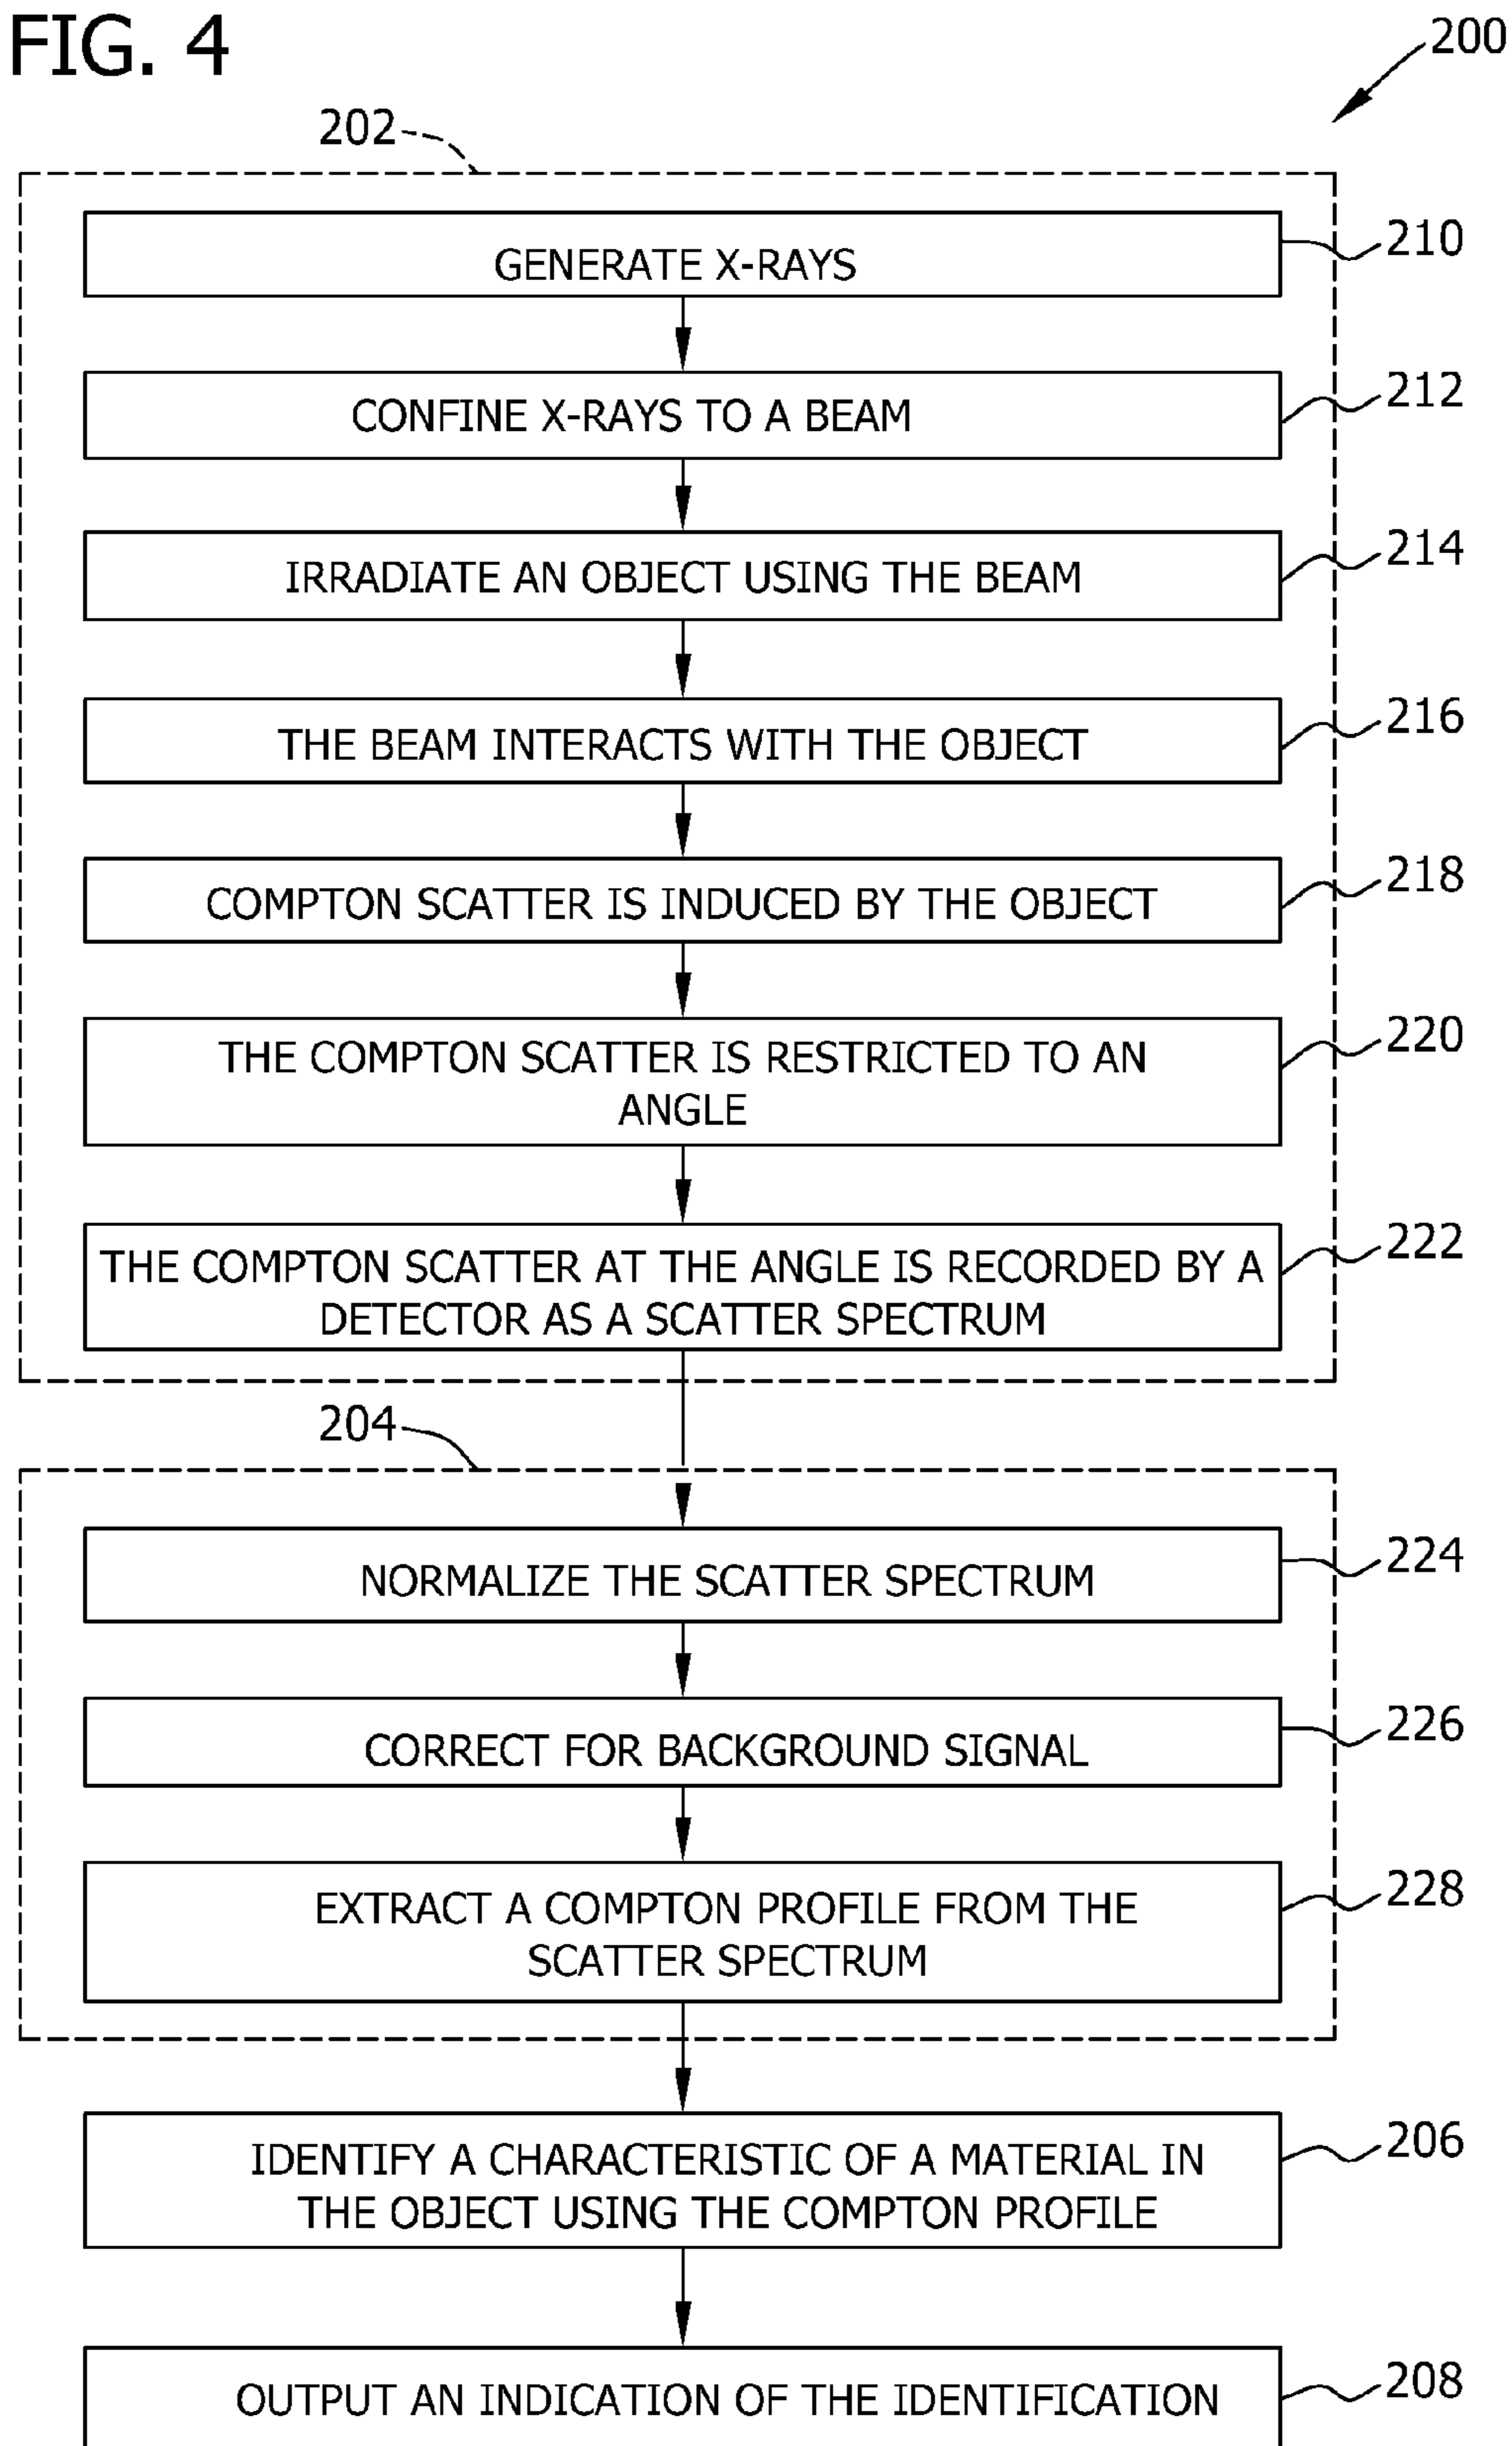 FIG. 4
200
202
GENERATE X-RAYS
210
CONFINE X-RAYS TO A BEAM
212
IRRADIATE AN OBJECT USING THE BEAM
214
THE BEAM INTERACTS WITH THE OBJECT
216
COMPTON SCATTER IS INDUCED BY THE OBJECT
218
THE COMPTON SCATTER IS RESTRICTED TO AN
ANGLE
220
THE COMPTON SCATTER AT THE ANGLE IS RECORDED BY A
DETECTOR AS A SCATTER SPECTRUM
222
204
NORMALIZE THE SCATTER SPECTRUM
224
CORRECT FOR BACKGROUND SIGNAL
226
EXTRACT A COMPTON PROFILE FROM THE
SCATTER SPECTRUM
228
IDENTIFY A CHARACTERISTIC OF A MATERIAL IN
THE OBJECT USING THE COMPTON PROFILE
206
OUTPUT AN INDICATION OF THE IDENTIFICATION
208